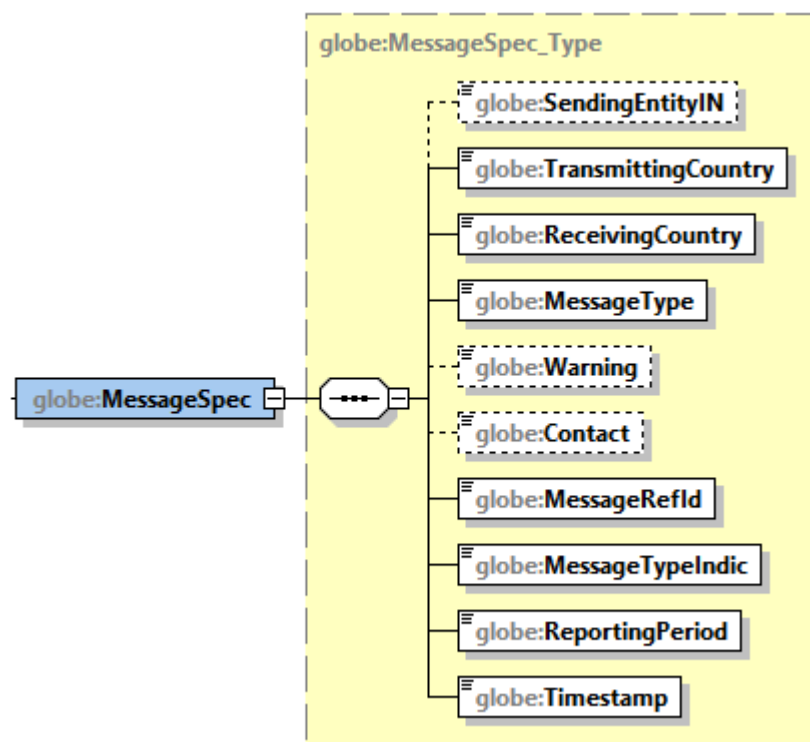 globe:MessageSpec_Type
globe:SendingEntityIN
globe:TransmittingCountry
globe:ReceivingCountry
globe:MessageType
globe:MessageSpec
globe:Warning
globe:Contact
globe:MessageRefId
globe:MessageTypeIndic
globe:ReportingPeriod
globe:Timestamp